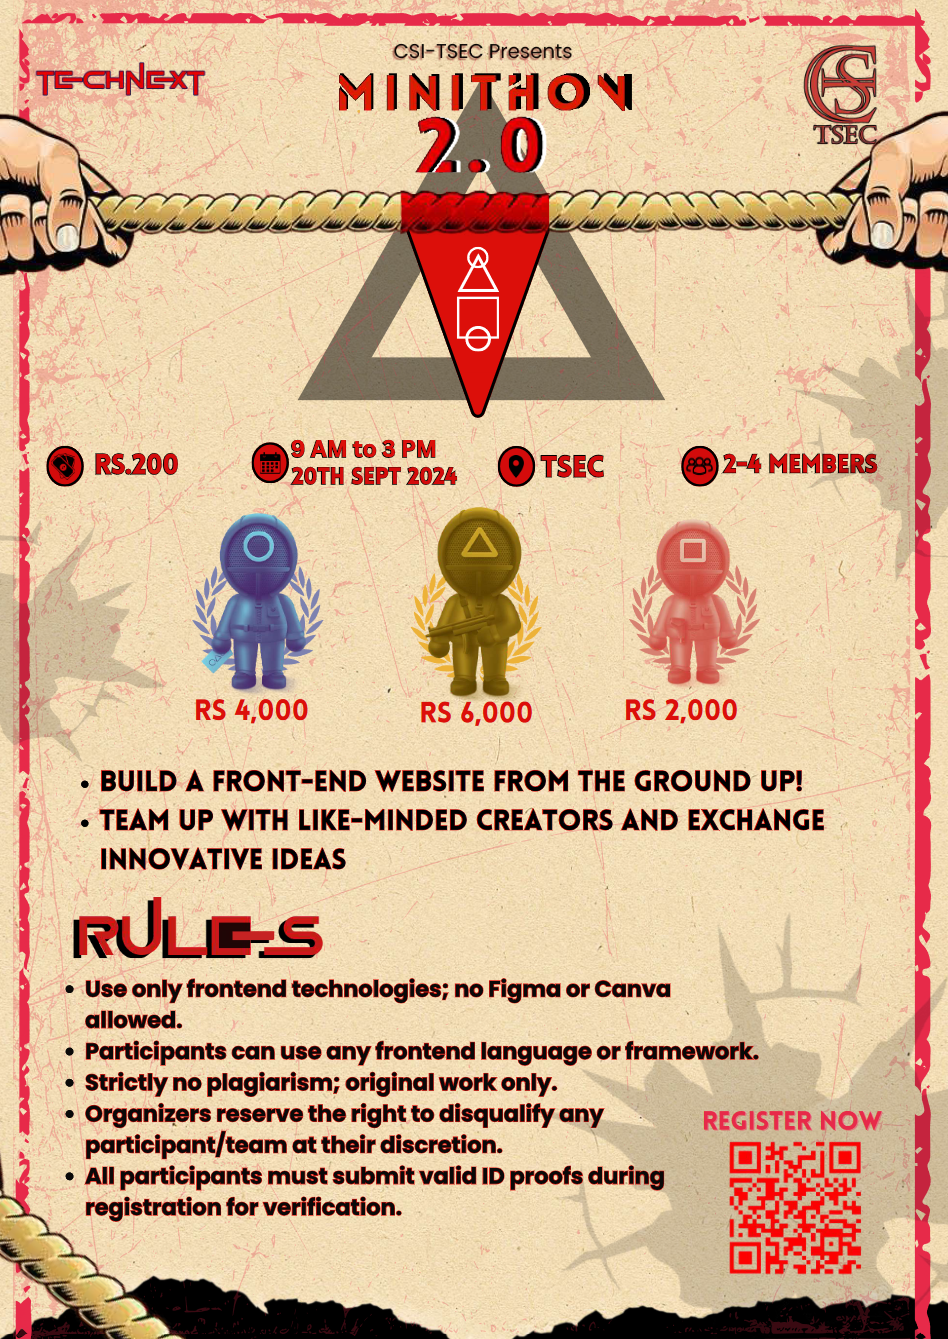 CSI-TSEC Presents
TECHNEXT
MINITHON
2.0
TSEC
RS.200
9 AM to 3 PM
20TH SEPT 2024
TSEC
2-4 MEMBERS
RS 4,000
RS 6,000
RS 2,000
• BUILD A FRONT-END WEBSITE FROM THE GROUND UP!
• TEAM UP WITH LIKE-MINDED CREATORS AND EXCHANGE
INNOVATIVE IDEAS
RULES
• Use only frontend technologies; no Figma or Canva
allowed.
• Participants can use any frontend language or framework.
• Strictly no plagiarism; original work only.
• Organizers reserve the right to disqualify any
participant/team at their discretion.
• All participants must submit valid ID proofs during
registration for verification.
REGISTER NOW